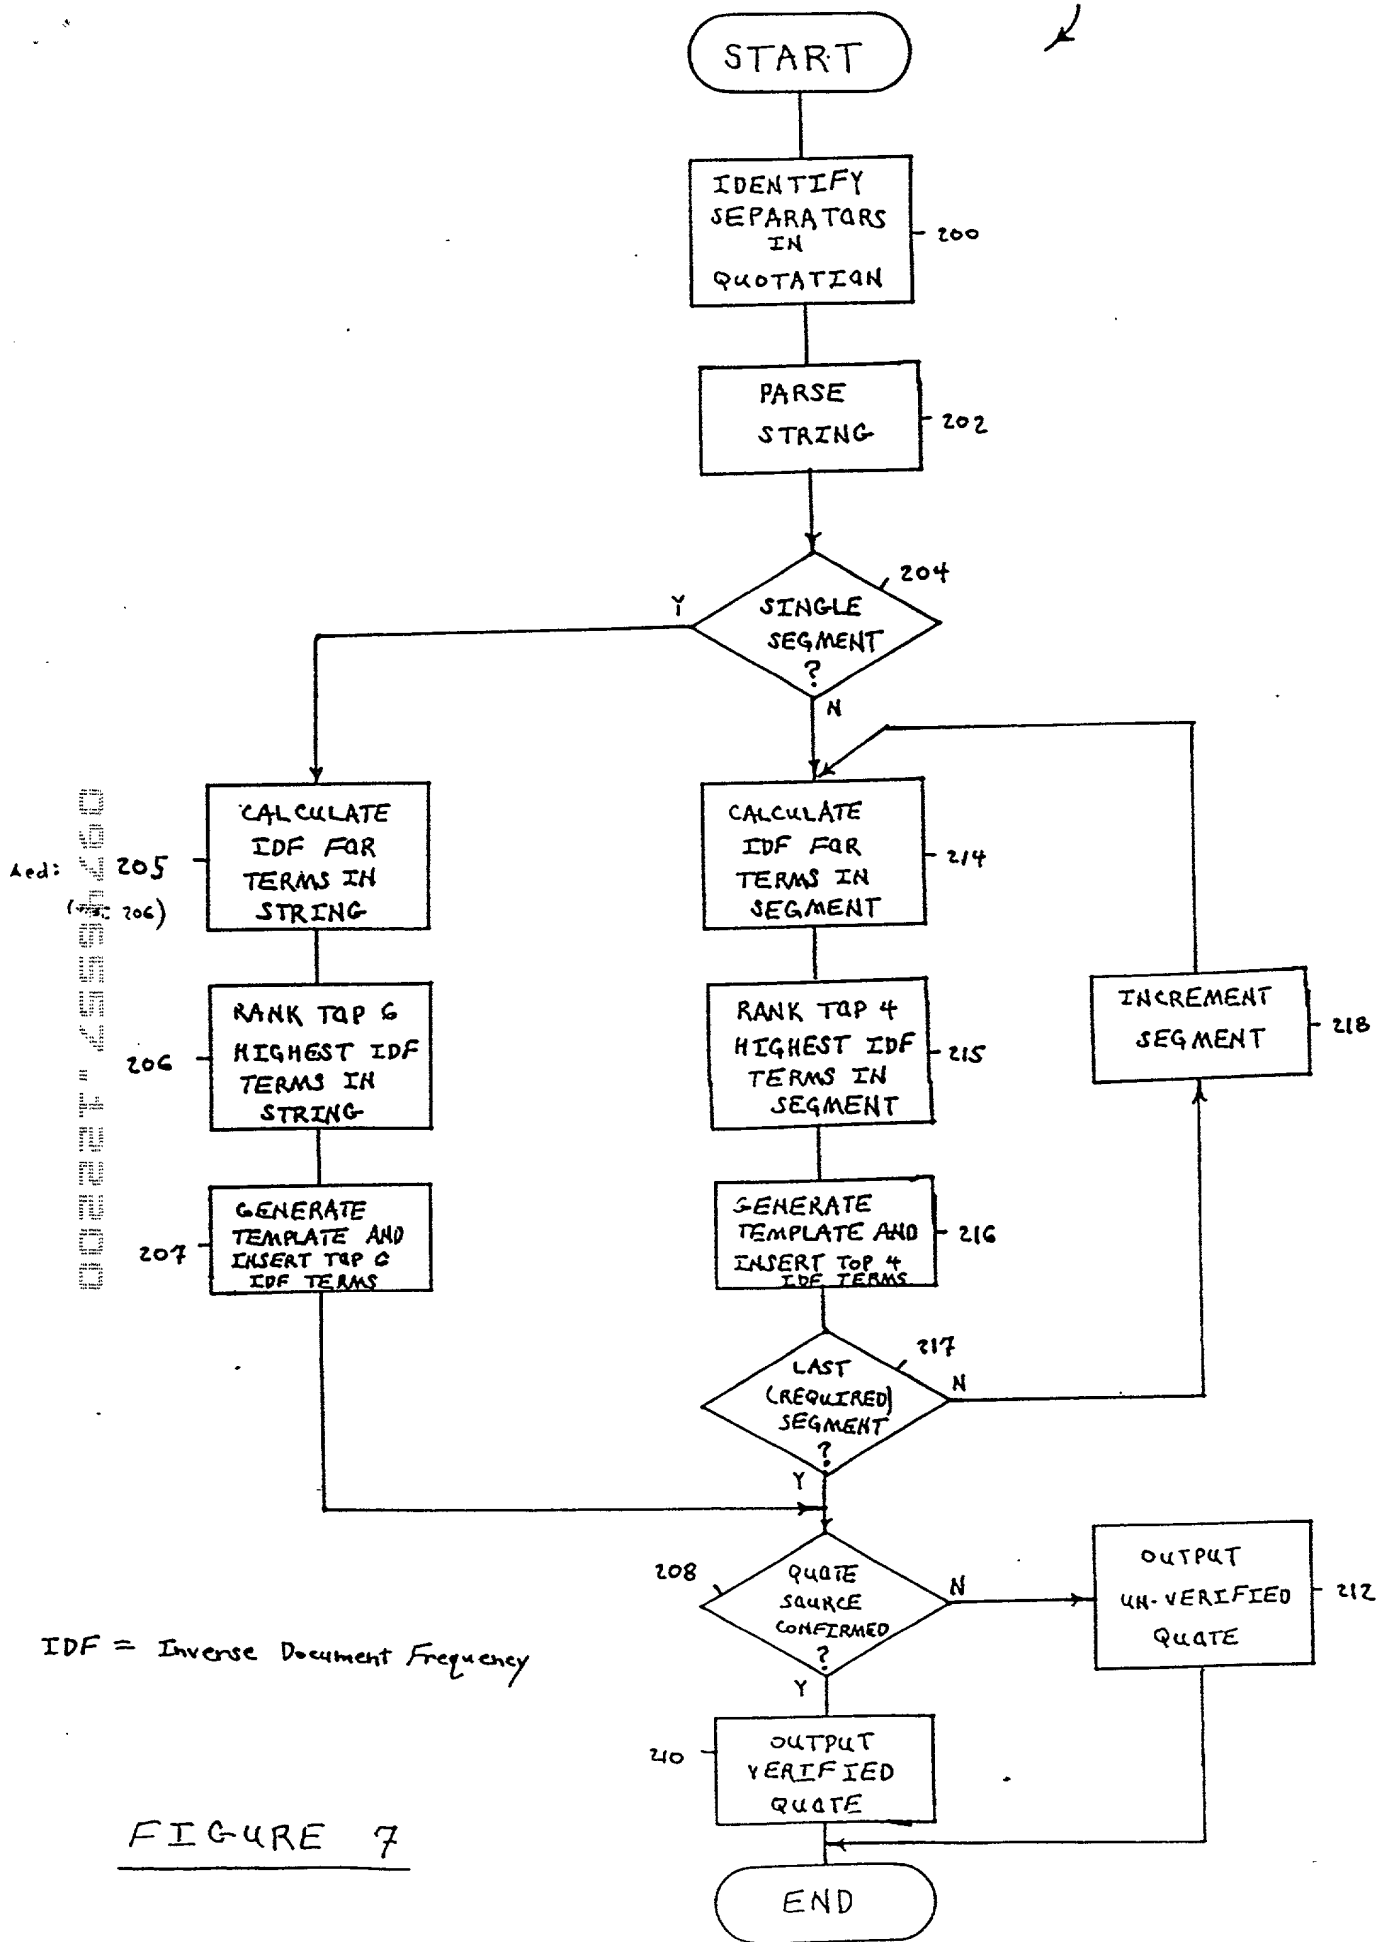 START
IDENTIFY
SEPARATORS
IN
QUOTATION
200
PARSE
STRING
202
204
SINGLE
SEGMENT
?
Y
N
CALCULATE
IDF FOR
TERMS IN
STRING
205
206)
CALCULATE
IDF FOR
TERMS IN
SEGMENT
214
RANK TOP 6
HIGHEST IDF
TERMS IN
STRING
206
RANK TOP 4
HIGHEST IDF
TERMS IN
SEGMENT
215
INCREMENT
SEGMENT
218
GENERATE
TEMPLATE AND
INSERT TOP 6
IDF TERMS
207
GENERATE
TEMPLATE AND
INSERT TOP 4
IDF TERMS
216
217
LAST
(REQUIRED)
SEGMENT
?
N
Y
208
QUOTE
SOURCE
CONFIRMED
?
N
Y
OUTPUT
UN-VERIFIED
QUOTE
212
IDF = Inverse Document Frequency
210
OUTPUT
VERIFIED
QUOTE
FIGURE 7
END